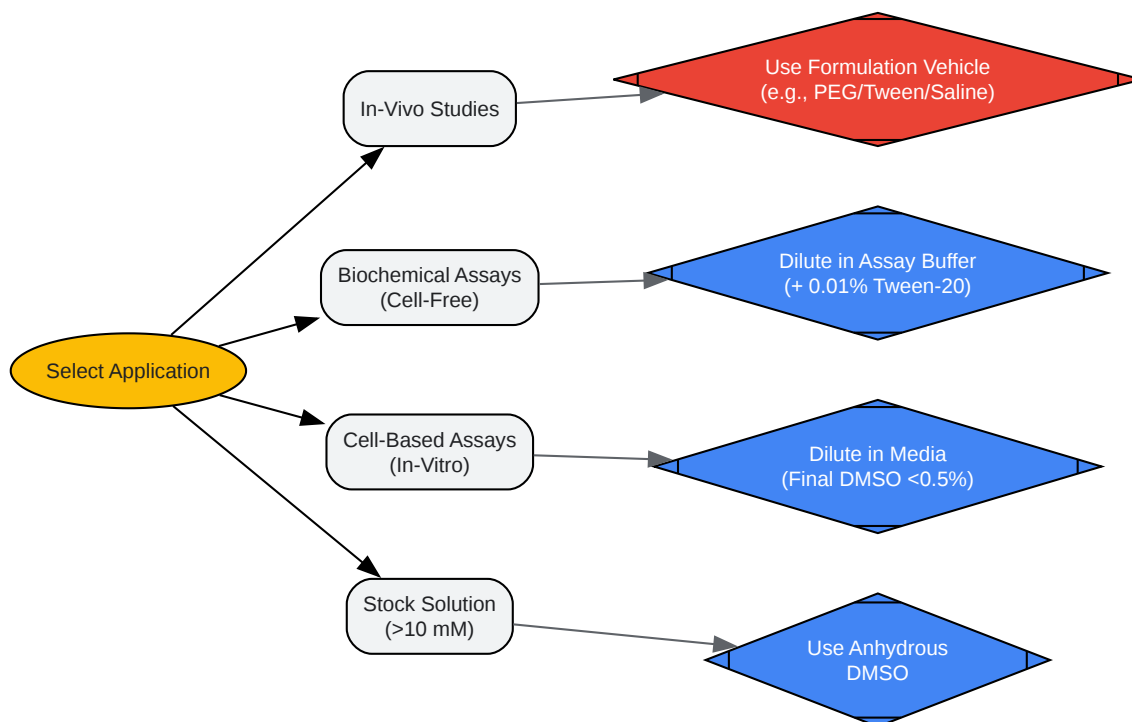 Select Application
In-Vivo Studies
Use Formulation Vehicle
(e.g., PEG/Tween/Saline)
Biochemical Assays
(Cell-Free)
Dilute in Assay Buffer
(+ 0.01% Tween-20)
Cell-Based Assays
(In-Vitro)
Dilute in Media
(Final DMSO <0.5%)
Stock Solution
(>10 mM)
Use Anhydrous
DMSO